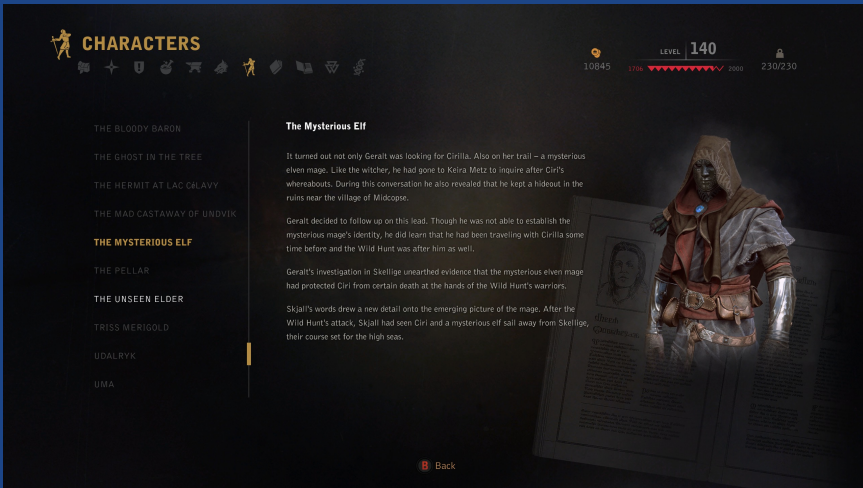 CHARACTERS
LEVEL 140
10845
1706
2000
230/230
THE BLOODY BARON
THE GHOST IN THE TREE
THE HERMIT AT LAC CéLAVY
THE MAD CASTAWAY OF UNDVIK
THE MYSTERIOUS ELF
THE PELLAR
THE UNSEEN ELDER
TRISS MERIGOLD
UDALRYK
UMA
The Mysterious Elf
It turned out not only Geralt was looking for Cirilla. Also on her trail – a mysterious
elven mage. Like the witcher, he had gone to Keira Metz to inquire after Ciri's
whereabouts. During this conversation he also revealed that he kept a hideout in the
ruins near the village of Midcopse.
Geralt decided to follow up on this lead. Though he was not able to establish the
mysterious mage's identity, he did learn that he had been traveling with Cirilla some
time before and the Wild Hunt was after him as well.
Geralt's investigation in Skellige unearthed evidence that the mysterious elven mage
had protected Ciri from certain death at the hands of the Wild Hunt's warriors.
Skjall's words drew a new detail onto the emerging picture of the mage. After the
Wild Hunt's attack, Skjall had seen Ciri and a mysterious elf sail away from Skellige,
their course set for the high seas.
B Back